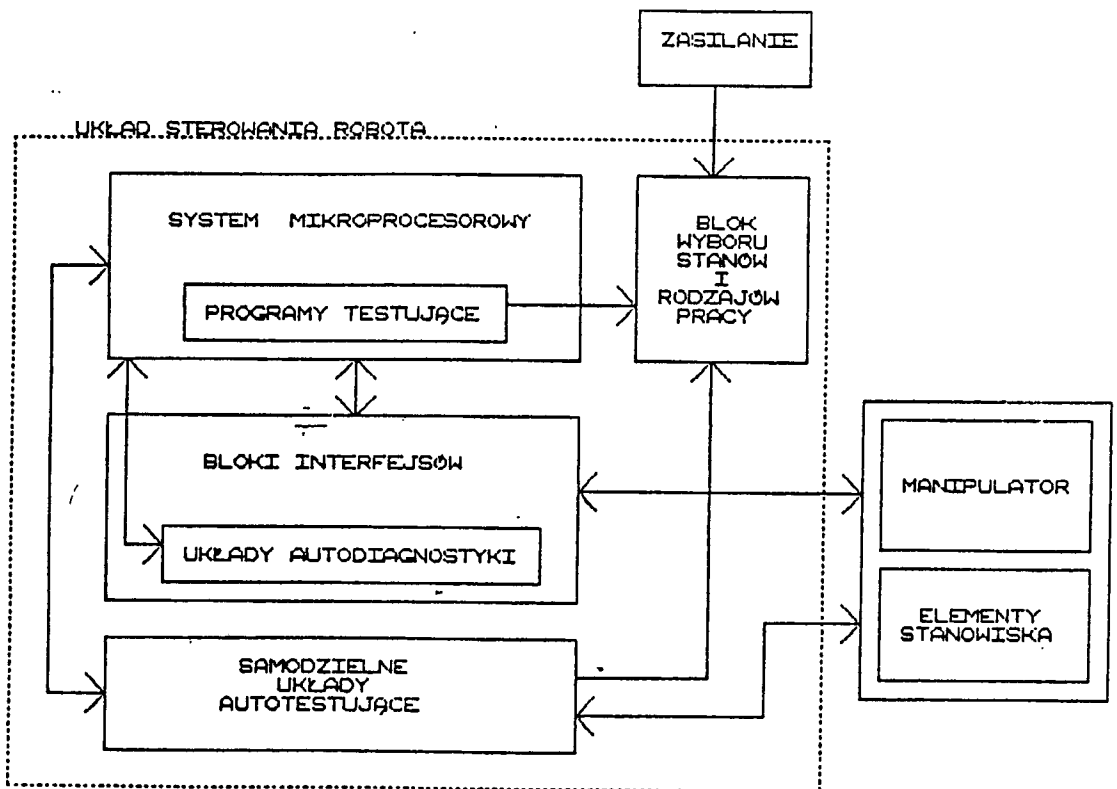 ZASILANIE
UKŁAD STEROWANIA ROBOTA
SYSTEM MIKROPROCESOROWY
PROGRAMY TESTUJĄCE
BLOK
WYBORU
STANÓW
I
RODZAJÓW
PRACY
BLOKI INTERFEJSÓW
UKŁADY AUTODIAGNOSTYKI
MANIPULATOR
ELEMENTY
STANOWISKA
SAMODZIELNE
UKŁADY
AUTOTESTUJĄCE